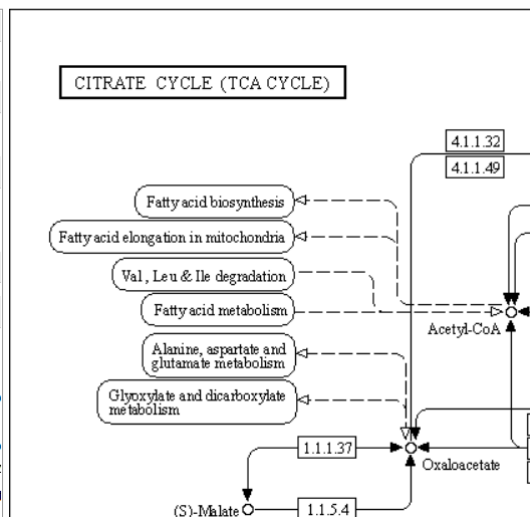 CITRATE CYCLE (TCA CYCLE)
4.1.1.32
4.1.1.49
Fatty acid biosynthesis
Fatty acid elongation in mitochondria
Val, Leu & Ile degradation
Fatty acid metabolism
Acetyl-CoA
Alanine, aspartate and
glutamate metabolism
Glyoxylate and dicarboxylate
metabolism
1.1.1.37
Oxaloacetate
(S)-Malate
1.1.5.4